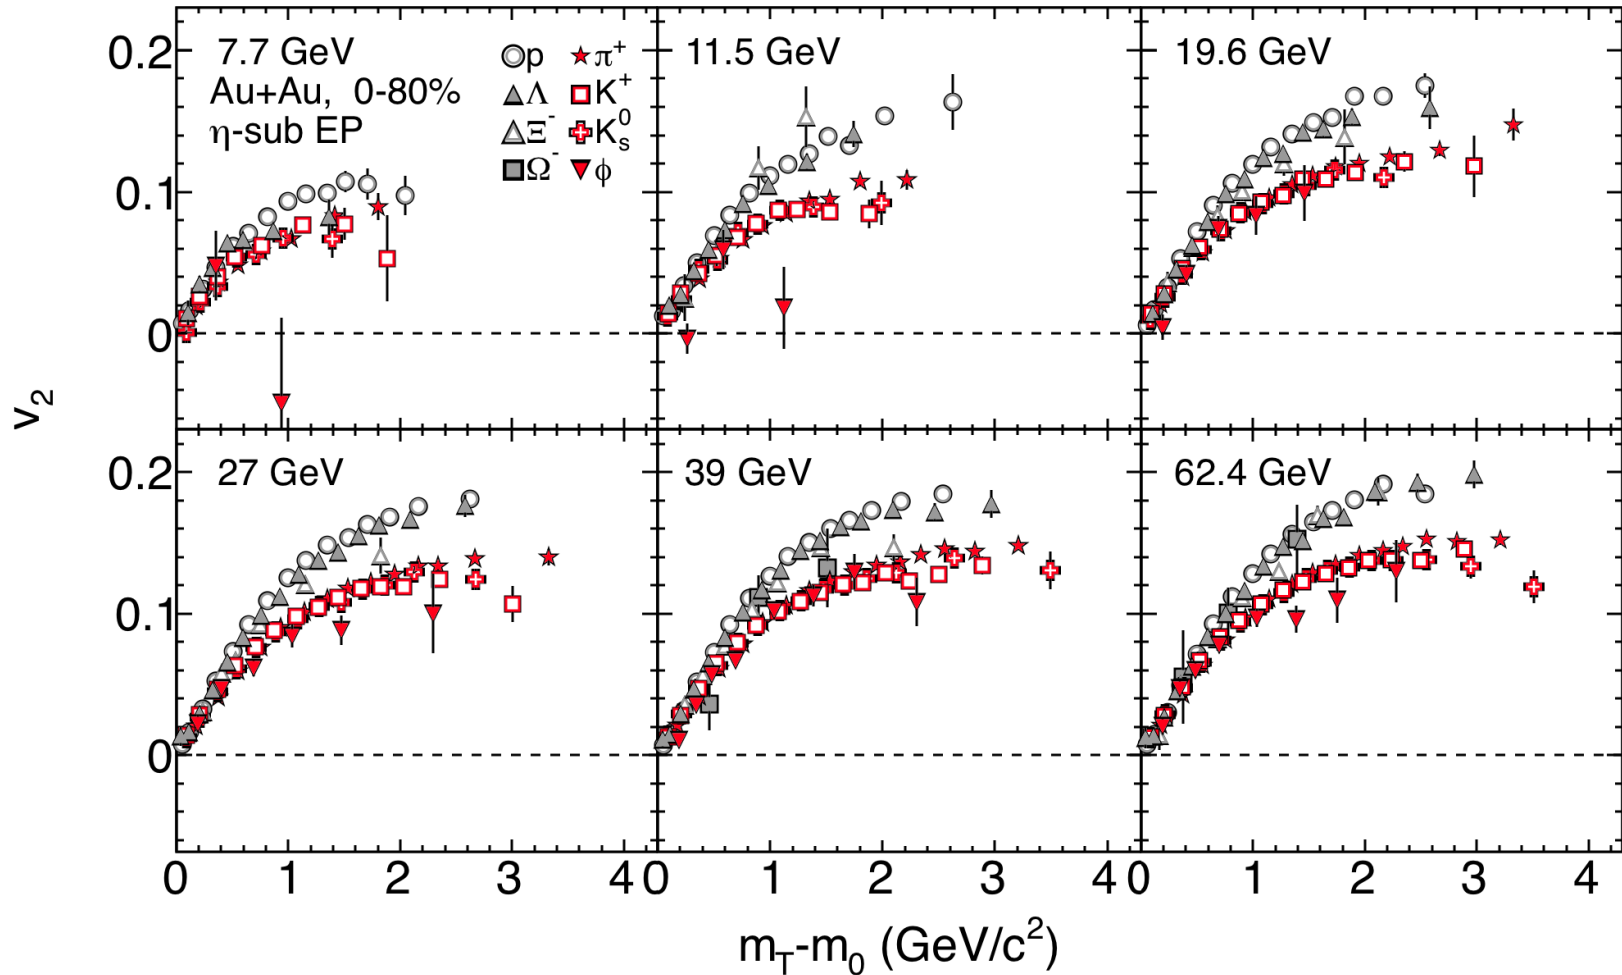 7.7 GeV
Au+Au, 0-80%
η-sub EP
p π⁺
Λ K⁺
Ξ⁻ K⁰ₛ
Ω⁻ ϕ
11.5 GeV
19.6 GeV
0.2
0.1
0
27 GeV
39 GeV
62.4 GeV
0.2
0.1
0
v₂
0 1 2 3 4 0 1 2 3 4 0 1 2 3 4
m_T-m₀ (GeV/c²)